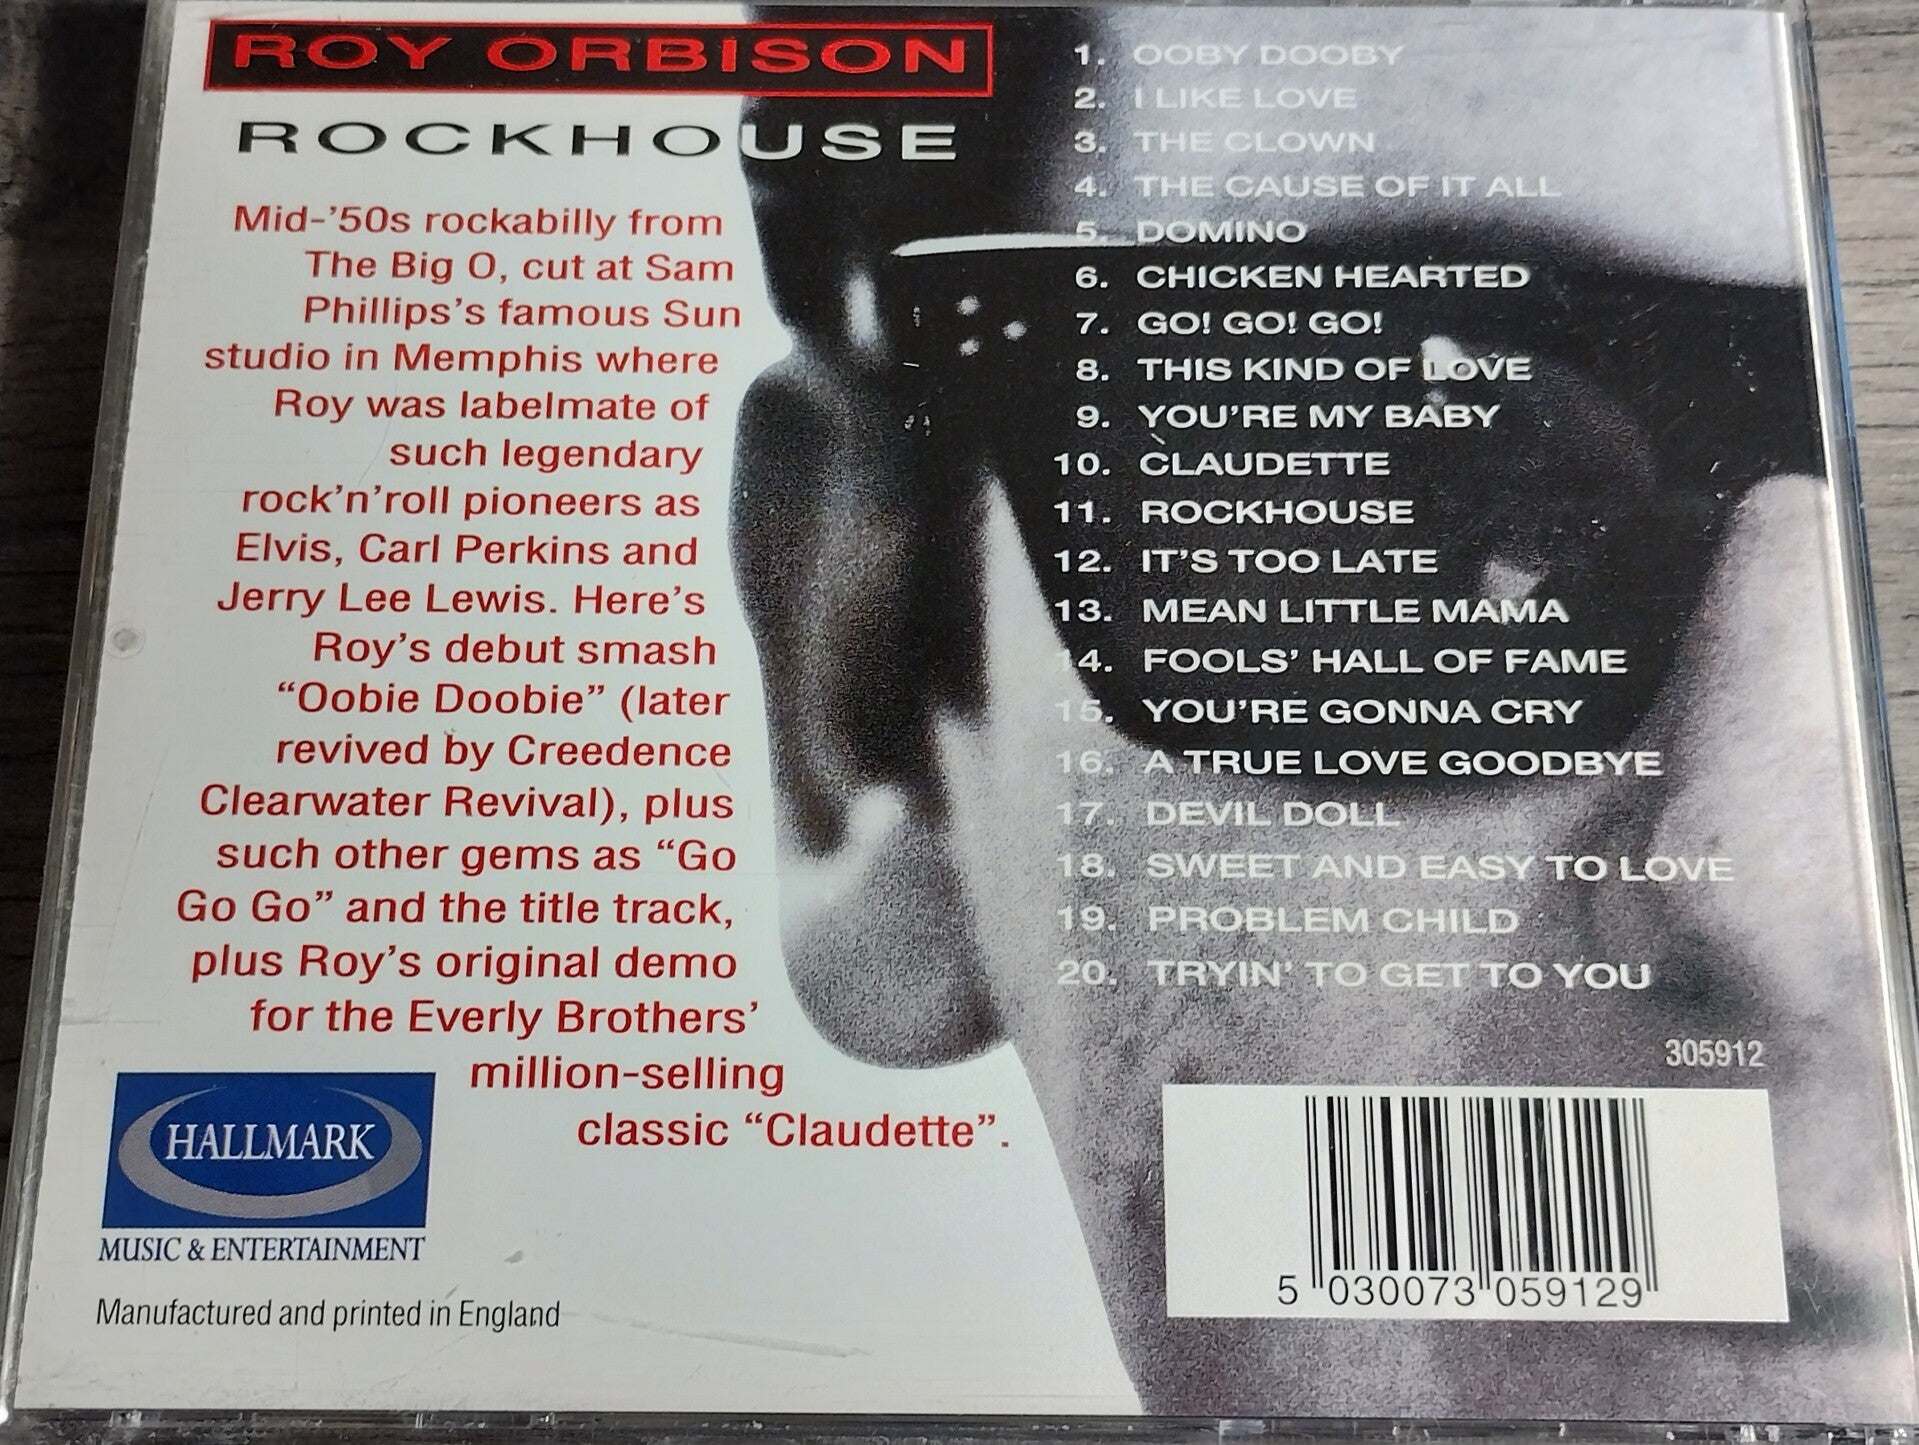 ROY ORBISON
ROCKHOUSE
Mid-'50s rockabilly from
The Big O, cut at Sam
Phillips's famous Sun
studio in Memphis where
Roy was labelmate of
such legendary
rock'n'roll pioneers as
Elvis, Carl Perkins and
Jerry Lee Lewis. Here's
Roy's debut smash
“Oobie Doobie” (later
revived by Creedence
Clearwater Revival), plus
such other gems as “Go
Go Go” and the title track,
plus Roy's original demo
for the Everly Brothers'
million-selling
classic “Claudette”.
HALLMARK
MUSIC & ENTERTAINMENT
Manufactured and printed in England
1. OOBY DOOBY
2. I LIKE LOVE
3. THE CLOWN
4. THE CAUSE OF IT ALL
5. DOMINO
6. CHICKEN HEARTED
7. GO! GO! GO!
8. THIS KIND OF LOVE
9. YOU'RE MY BABY
10. CLAUDETTE
11. ROCKHOUSE
12. IT'S TOO LATE
13. MEAN LITTLE MAMA
14. FOOLS' HALL OF FAME
15. YOU'RE GONNA CRY
16. A TRUE LOVE GOODBYE
17. DEVIL DOLL
18. SWEET AND EASY TO LOVE
19. PROBLEM CHILD
20. TRYIN' TO GET TO YOU
305912
5 030073 059129